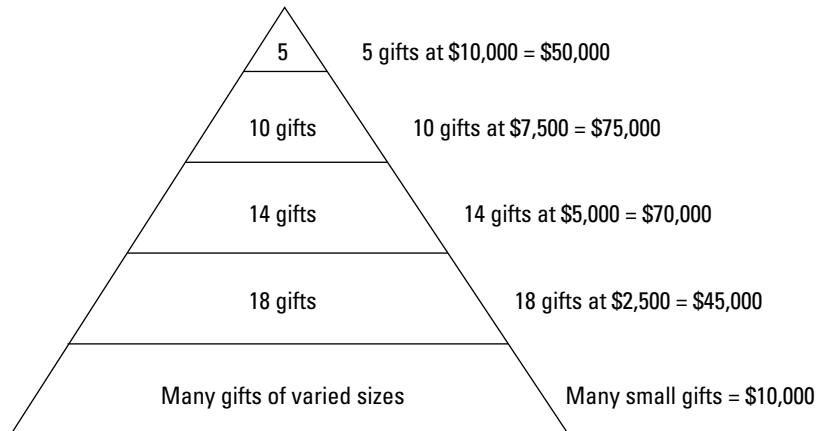 5 5 gifts at $10,000 = $50,000
10 gifts 10 gifts at $7,500 = $75,000
14 gifts 14 gifts at $5,000 = $70,000
18 gifts 18 gifts at $2,500 = $45,000
Many gifts of varied sizes Many small gifts = $10,000